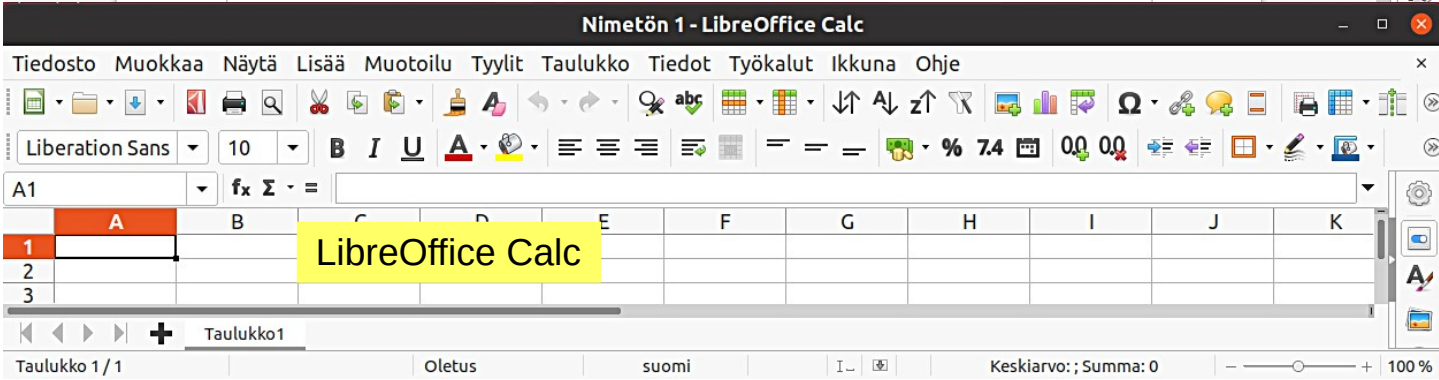 Nimetön 1 - LibreOffice Calc
Tiedosto Muokkaa Näytä Lisää Muotoilu Tyylit Taulukko Tiedot Työkalut Ikkuna Ohje
Liberation Sans 10 B I U A % 7.4 0.0 0.0
A1 fx Σ =
A B C D E F G H I J K
LibreOffice Calc
1
2
3
Taulukko1
Taulukko 1 / 1 Oletus suomi Keskiarvo: ; Summa: 0 100 %